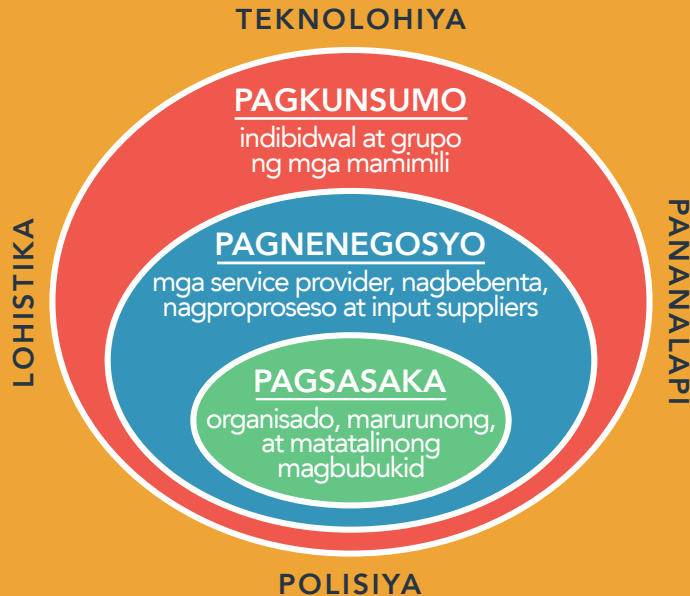 TEKNOLOHIYA
PAGKUNSUMO
indibidwal at grupo
ng mga mamimili
LOHISTIKA
PANANALAPI
PAGNENEGOSYO
mga service provider, nagbebenta,
nagproproseso at input suppliers
PAGSASAKA
organisado, marurunong,
at matatalinong
magbubukid
POLISIYA